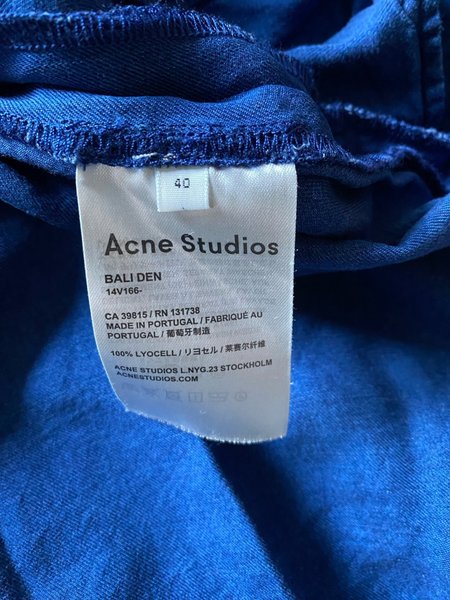 40
Acne Studios
BALI DEN
14V166-
CA 39815 / RN 131738
MADE IN PORTUGAL / FABRIQUÉ AU
PORTUGAL / 葡萄牙制造
100% LYOCELL / リヨセル / 莱赛尔纤维
ACNE STUDIOS L.NYG.23 STOCKHOLM
ACNESTUDIOS.COM